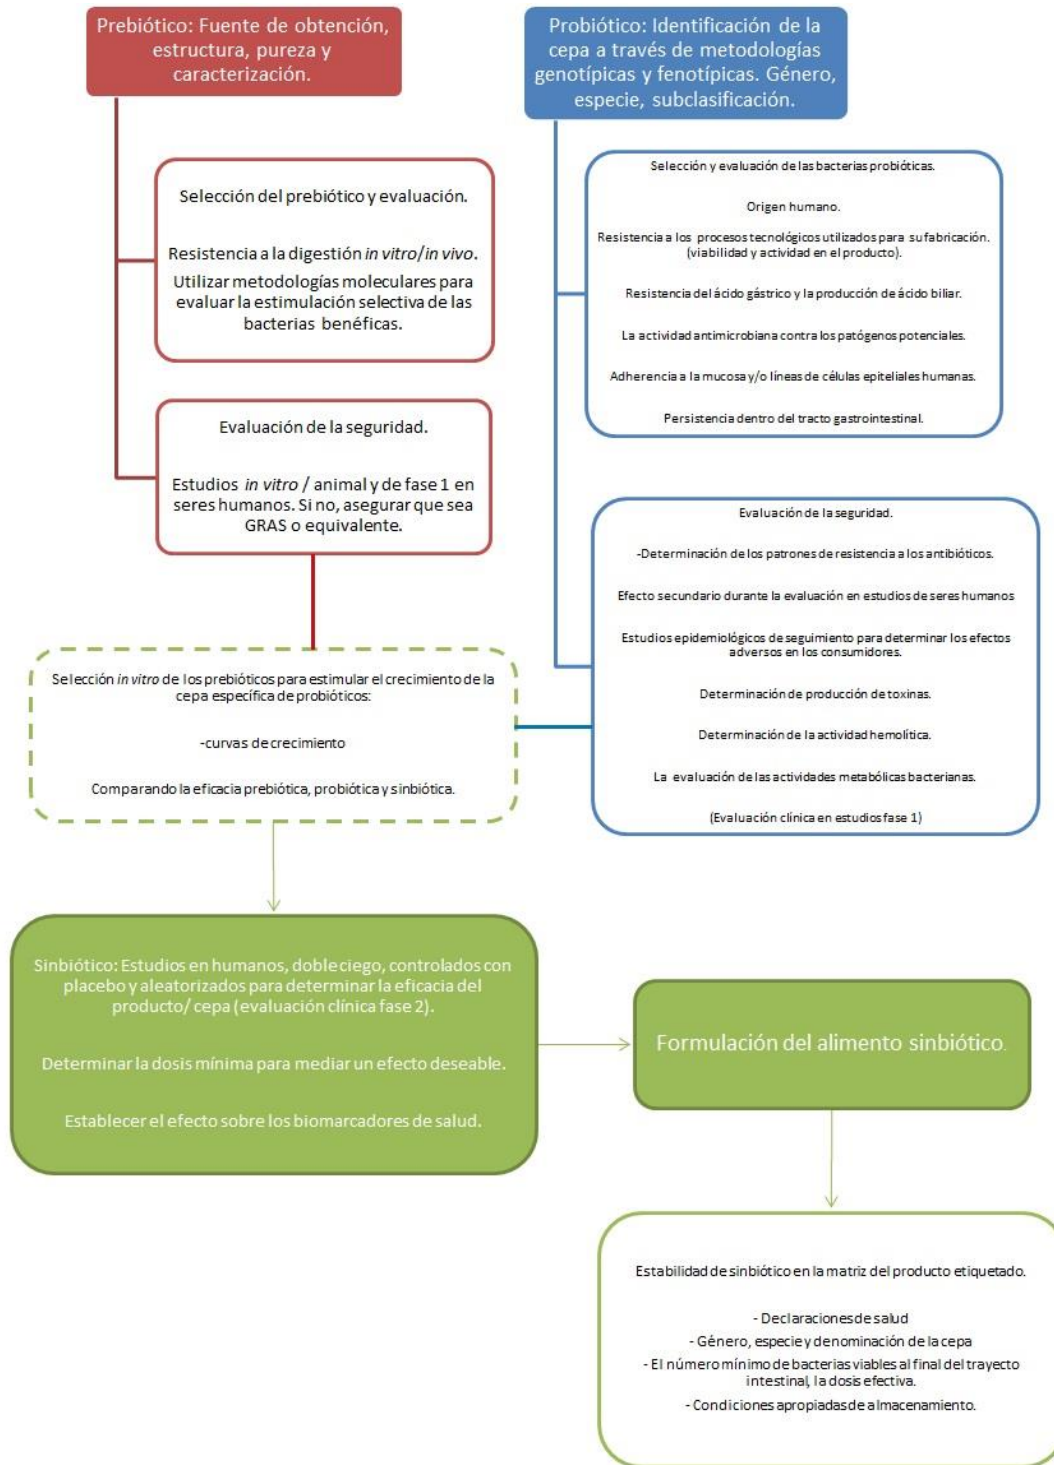 Prebiótico: Fuente de obtención,
estructura, pureza y
caracterización.
Selección del prebiótico y evaluación.
Resistencia a la digestión in vitro/in vivo.
Utilizar metodologías moleculares para
evaluar la estimulación selectiva de las
bacterias benéficas.
Evaluación de la seguridad.
Estudios in vitro / animal y de fase 1 en
seres humanos. Si no, asegurar que sea
GRAS o equivalente.
Probiótico: Identificación de la
cepa a través de metodologías
genotípicas y fenotípicas. Género,
especie, subclasificación.
Selección y evaluación de las bacterias probióticas.
Origen humano.
Resistencia a los procesos tecnológicos utilizados para su fabricación.
(viabilidad y actividad en el producto).
Resistencia del ácido gástrico y la producción de ácido biliar.
La actividad antimicrobiana contra los patógenos potenciales.
Adherencia a la mucosa y/o líneas de células epiteliales humanas.
Persistencia dentro del tracto gastrointestinal.
Evaluación de la seguridad.
-Determinación de los patrones de resistencia a los antibióticos.
Efecto secundario durante la evaluación en estudios de seres humanos
Estudios epidemiológicos de seguimiento para determinar los efectos
adversos en los consumidores.
Determinación de producción de toxinas.
Determinación de la actividad hemolítica.
La evaluación de las actividades metabólicas bacterianas.
(Evaluación clínica en estudios fase 1)
Selección in vitro de los prebióticos para estimular el crecimiento de la
cepa específica de probióticos:
-curvas de crecimiento
Comparando la eficacia prebiótica, probiótica y sinbiótica.
Sinbiótico: Estudios en humanos, doble ciego, controlados con
placebo y aleatorizados para determinar la eficacia del
producto/ cepa (evaluación clínica fase 2).
Determinar la dosis mínima para mediar un efecto deseable.
Establecer el efecto sobre los biomarcadores de salud.
Formulación del alimento sinbiótico.
Estabilidad de sinbiótico en la matriz del producto etiquetado.
- Declaraciones de salud
- Género, especie y denominación de la cepa
- El número mínimo de bacterias viables al final del trayecto
intestinal, la dosis efectiva.
- Condiciones apropiadas de almacenamiento.